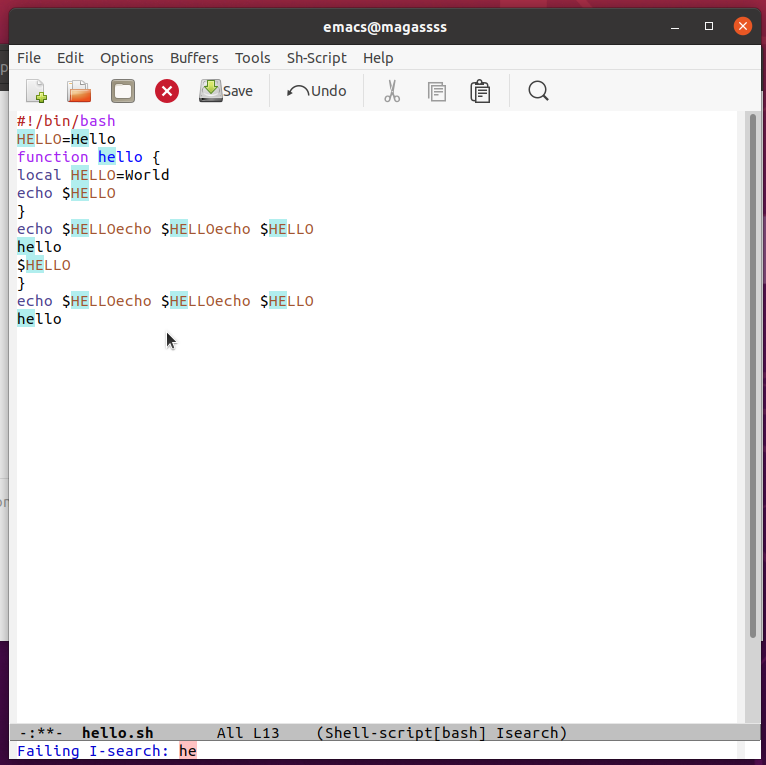 emacs@magassss
File Edit Options Buffers Tools Sh-Script Help
Save Undo
#!/bin/bash
HELLO=Hello
function hello {
local HELLO=World
echo $HELLO
}
echo $HELLOecho $HELLOecho $HELLO
hello
$HELLO
}
echo $HELLOecho $HELLOecho $HELLO
hello
-:**- hello.sh All L13 (Shell-script[bash] Isearch)
Failing I-search: he